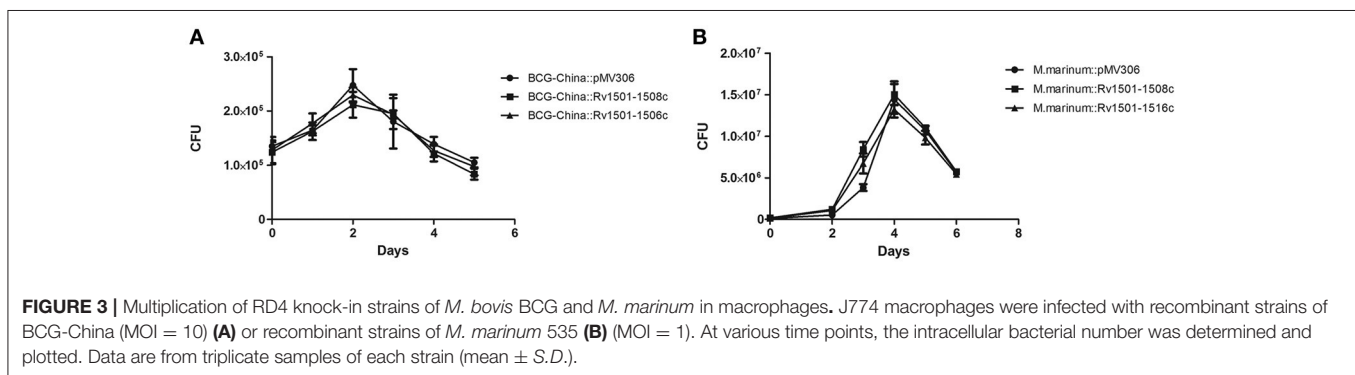 A
3.0×10⁵
2.0×10⁵
1.0×10⁵
0
CFU
0 2 4 6
Days
BCG-China::pMV306
BCG-China::Rv1501-1508c
BCG-China::Rv1501-1506c
B
2.0×10⁷
1.5×10⁷
1.0×10⁷
5.0×10⁶
0
CFU
0 2 4 6 8
Days
M.marinum::pMV306
M.marinum::Rv1501-1508c
M.marinum::Rv1501-1516c
FIGURE 3 | Multiplication of RD4 knock-in strains of M. bovis BCG and M. marinum in macrophages. J774 macrophages were infected with recombinant strains of
BCG-China (MOI = 10) (A) or recombinant strains of M. marinum 535 (B) (MOI = 1). At various time points, the intracellular bacterial number was determined and
plotted. Data are from triplicate samples of each strain (mean ± S.D.).